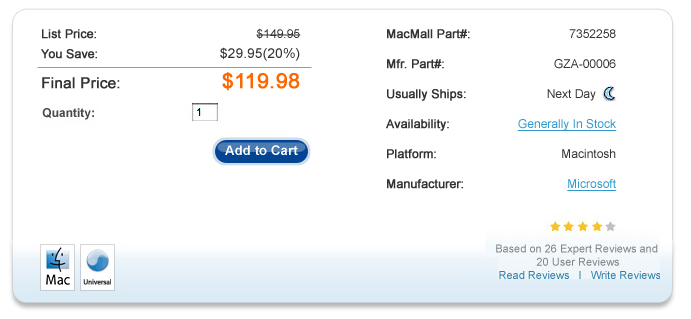 List Price: $149.95
You Save: $29.95(20%)
Final Price: $119.98
Quantity: 1
Add to Cart
MacMall Part#: 7352258
Mfr. Part#: GZA-00006
Usually Ships: Next Day
Availability: Generally In Stock
Platform: Macintosh
Manufacturer: Microsoft
Based on 26 Expert Reviews and
20 User Reviews
Read Reviews I Write Reviews
Mac
Universal